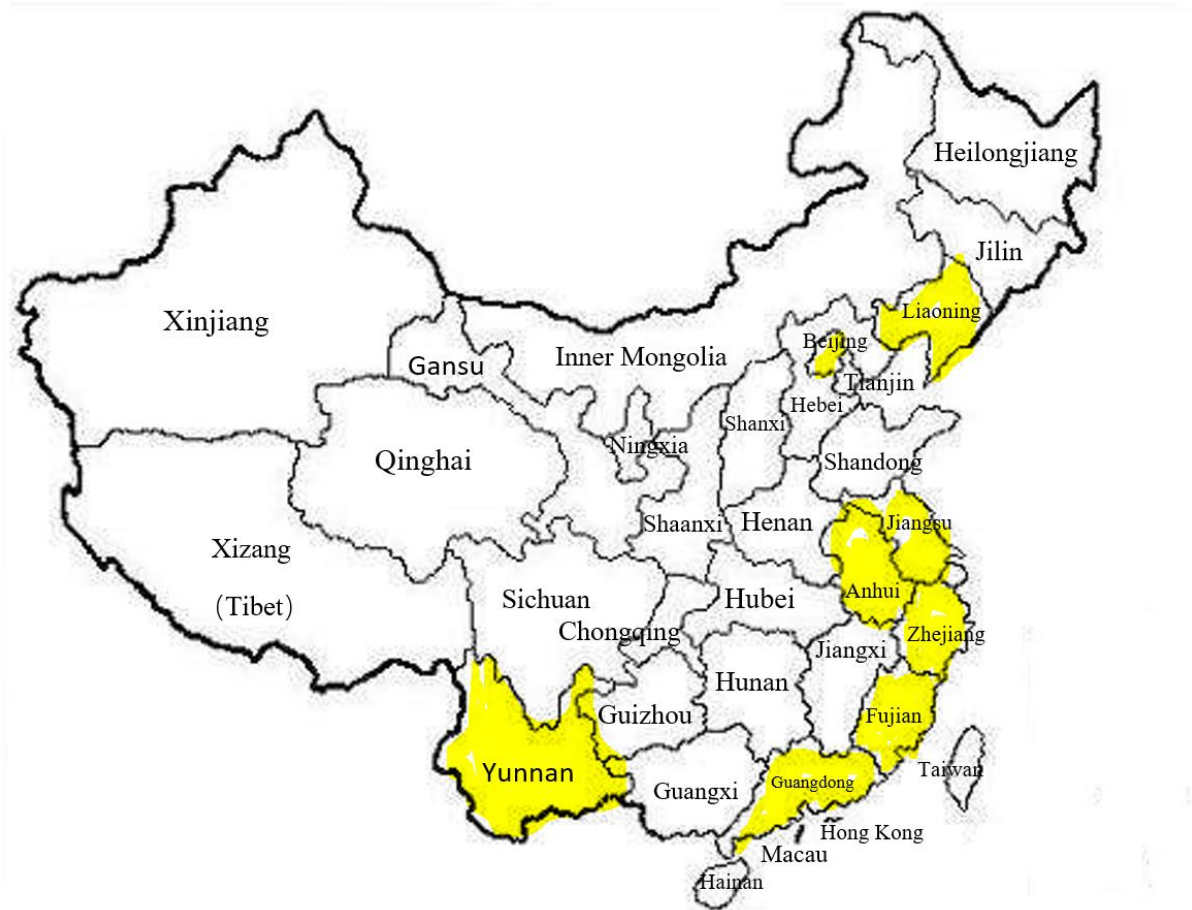 Heilongjiang
Jilin
Liaoning
Xinjiang
Beijing
Inner Mongolia
Gansu
Tianjin
Hebei
Shanxi
Ningxia
Qinghai
Shandong
Shaanxi
Henan
Jiangsu
Xizang
(Tibet)
Anhui
Sichuan
Hubei
Chongqing
Zhejiang
Jiangxi
Hunan
Guizhou
Fujian
Yunnan
Taiwan
Guangxi
Guangdong
Hong Kong
Macau
Hainan